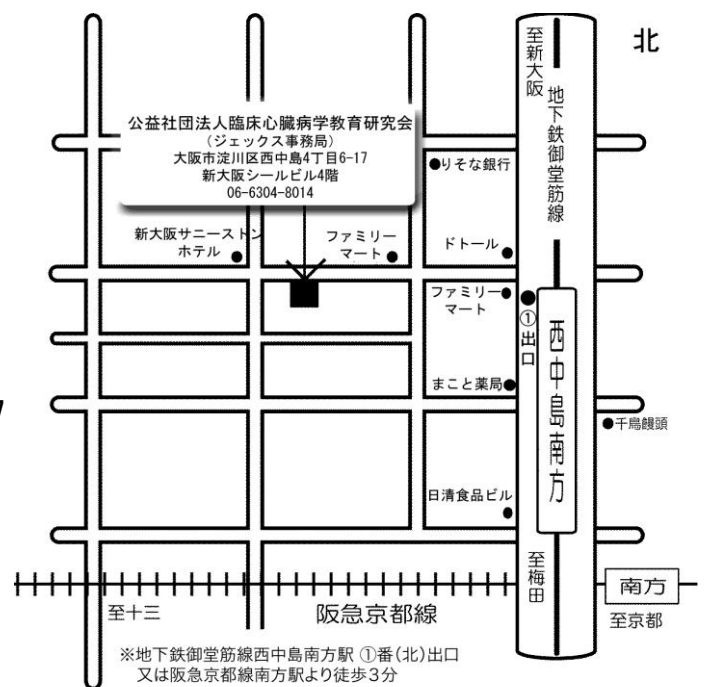 至新大阪
北
地下鉄御堂筋線
公益社団法人臨床心臓病学教育研究会
(ジェックス事務局)
大阪市淀川区西中島4丁目6-17
新大阪シールビル4階
06-6304-8014
りそな銀行
新大阪サニーストン
ホテル
ファミリー
マート
ドトール
ファミリー
マート
①出口
西中島南方
まこと薬局
千鳥饅頭
日清食品ビル
至梅田
南方
至十三
阪急京都線
至京都
※地下鉄御堂筋線西中島南方駅 ①番(北)出口
又は阪急京都線南方駅より徒歩3分